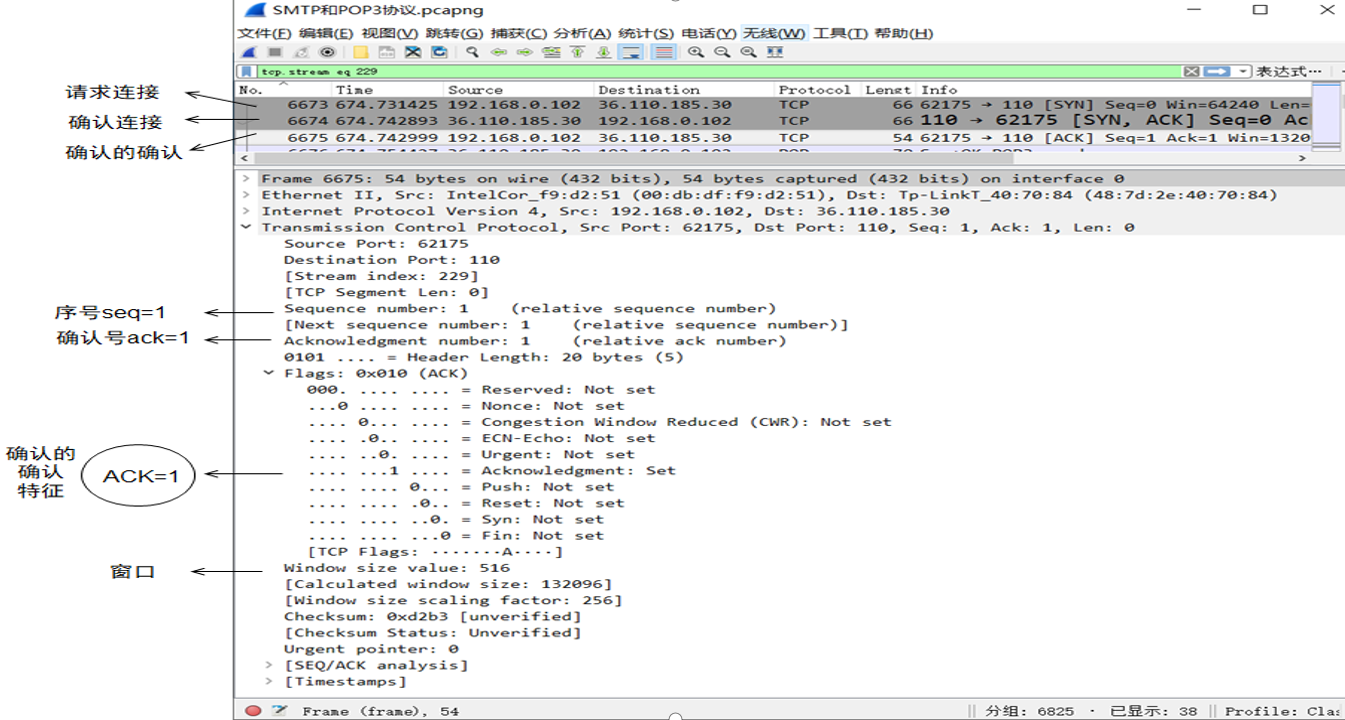 SMTP和POP3协议.pcapng
文件(F) 编辑(E) 视图(V) 跳转(G) 捕获(C) 分析(A) 统计(S) 电话(Y) 无线(W) 工具(T) 帮助(H)
tcp.stream eq 229 表达式…
No. Time Source Destination Protocol Lengt Info
请求连接 6673 674.731425 192.168.0.102 36.110.185.30 TCP 66 62175 → 110 [SYN] Seq=0 Win=64240 Len=
确认连接 6674 674.742893 36.110.185.30 192.168.0.102 TCP 66 110 → 62175 [SYN, ACK] Seq=0 Ac
确认的确认 6675 674.742999 192.168.0.102 36.110.185.30 TCP 54 62175 → 110 [ACK] Seq=1 Ack=1 Win=1320
Frame 6675: 54 bytes on wire (432 bits), 54 bytes captured (432 bits) on interface 0
Ethernet II, Src: IntelCor_f9:d2:51 (00:db:df:f9:d2:51), Dst: Tp-LinkT_40:70:84 (48:7d:2e:40:70:84)
Internet Protocol Version 4, Src: 192.168.0.102, Dst: 36.110.185.30
Transmission Control Protocol, Src Port: 62175, Dst Port: 110, Seq: 1, Ack: 1, Len: 0
Source Port: 62175
Destination Port: 110
[Stream index: 229]
[TCP Segment Len: 0]
序号seq=1 Sequence number: 1 (relative sequence number)
[Next sequence number: 1 (relative sequence number)]
确认号ack=1 Acknowledgment number: 1 (relative ack number)
0101 .... = Header Length: 20 bytes (5)
Flags: 0x010 (ACK)
000. .... .... = Reserved: Not set
...0 .... .... = Nonce: Not set
.... 0... .... = Congestion Window Reduced (CWR): Not set
.... .0.. .... = ECN-Echo: Not set
.... ..0. .... = Urgent: Not set
确认的
确认
特征
ACK=1 .... ...1 .... = Acknowledgment: Set
.... .... 0... = Push: Not set
.... .... .0.. = Reset: Not set
.... .... ..0. = Syn: Not set
.... .... ...0 = Fin: Not set
[TCP Flags: ·······A····]
窗口 Window size value: 516
[Calculated window size: 132096]
[Window size scaling factor: 256]
Checksum: 0xd2b3 [unverified]
[Checksum Status: Unverified]
Urgent pointer: 0
[SEQ/ACK analysis]
[Timestamps]
Frame (frame), 54 分组: 6825 · 已显示: 38 Profile: Cla